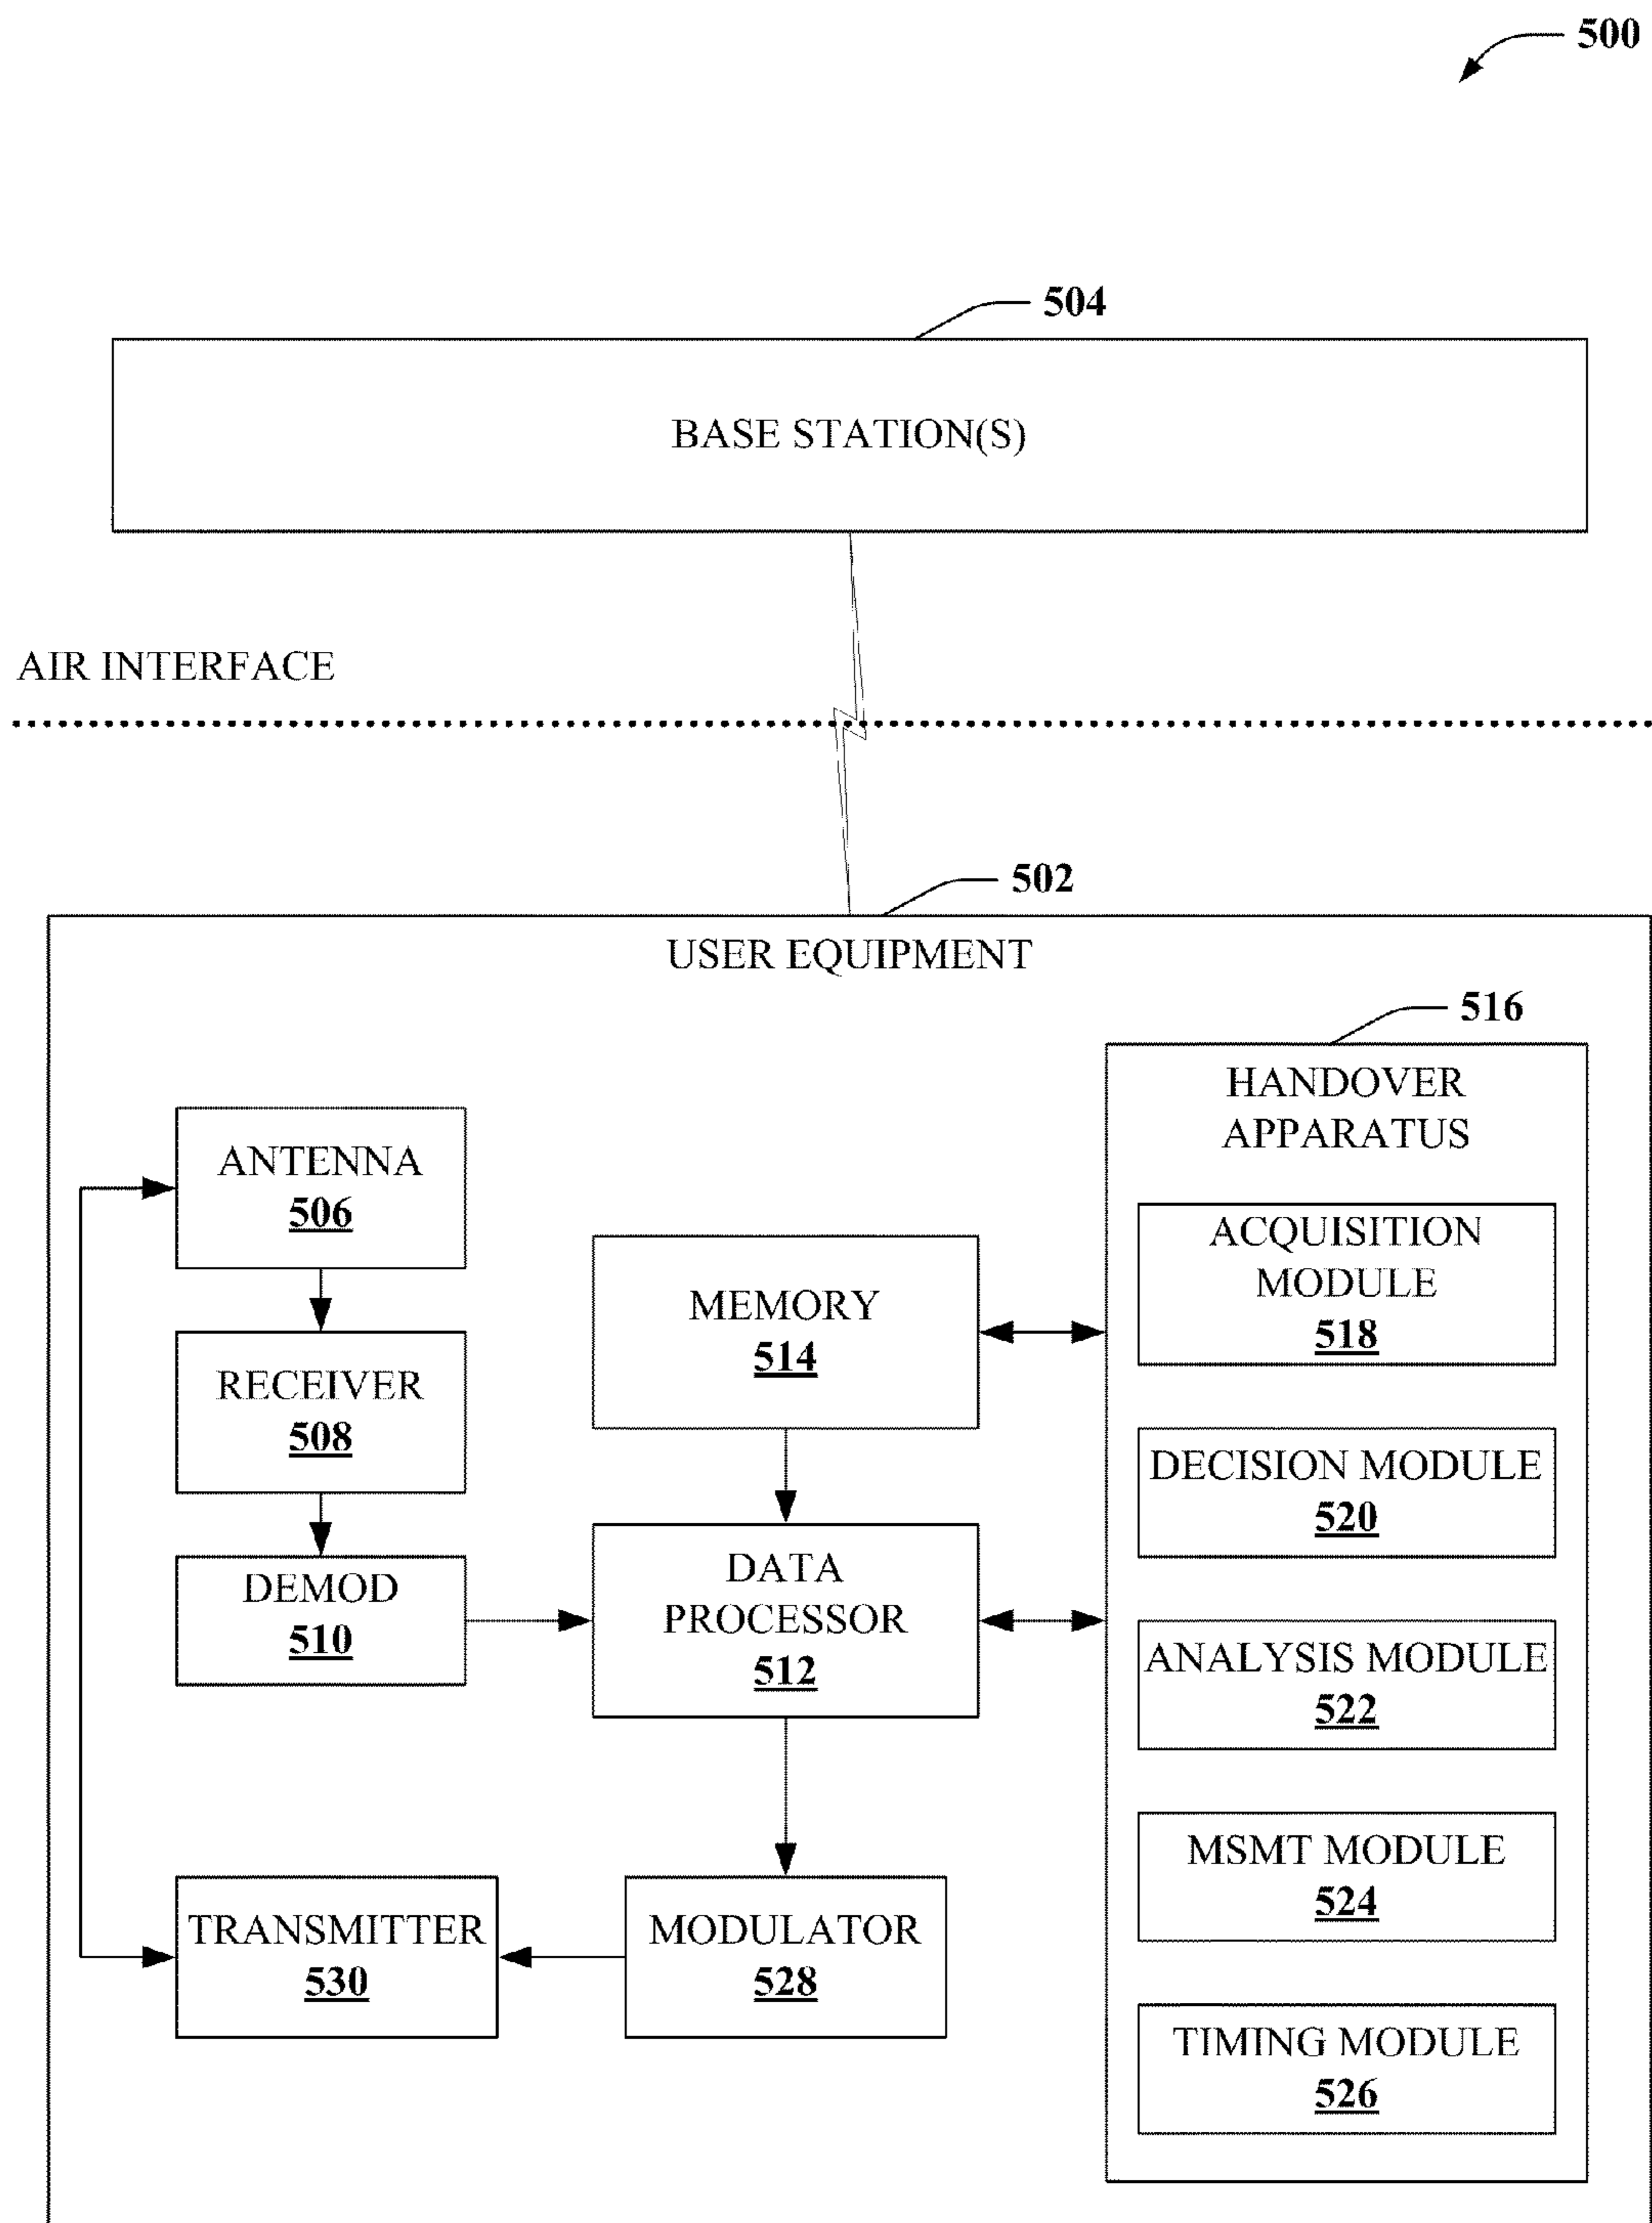 500
504
BASE STATION(S)
AIR INTERFACE
502
USER EQUIPMENT
516
HANDOVER
APPARATUS
ANTENNA
506
RECEIVER
508
DEMOD
510
MEMORY
514
DATA
PROCESSOR
512
TRANSMITTER
530
MODULATOR
528
ACQUISITION
MODULE
518
DECISION MODULE
520
ANALYSIS MODULE
522
MSMT MODULE
524
TIMING MODULE
526